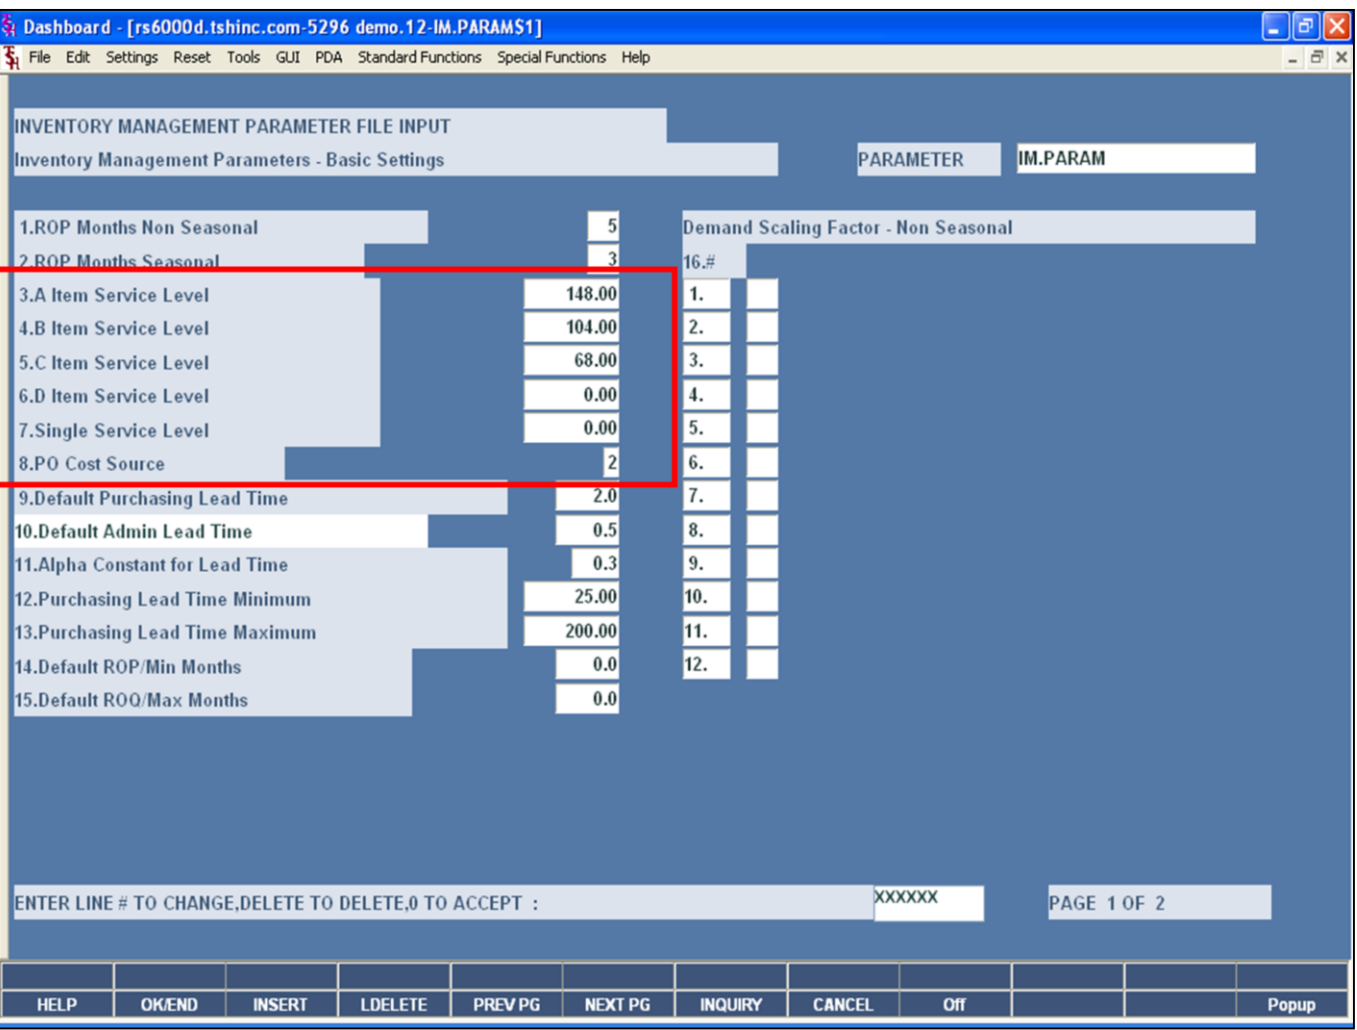 Dashboard - [rs6000d.tshinc.com-5296 demo.12-IM.PARAM$1]
File Edit Settings Reset Tools GUI PDA Standard Functions Special Functions Help
INVENTORY MANAGEMENT PARAMETER FILE INPUT
Inventory Management Parameters - Basic Settings PARAMETER IM.PARAM
1.ROP Months Non Seasonal 5 Demand Scaling Factor - Non Seasonal
2.ROP Months Seasonal 3 16.#
3.A Item Service Level 148.00 1.
4.B Item Service Level 104.00 2.
5.C Item Service Level 68.00 3.
6.D Item Service Level 0.00 4.
7.Single Service Level 0.00 5.
8.PO Cost Source 2 6.
9.Default Purchasing Lead Time 2.0 7.
10.Default Admin Lead Time 0.5 8.
11.Alpha Constant for Lead Time 0.3 9.
12.Purchasing Lead Time Minimum 25.00 10.
13.Purchasing Lead Time Maximum 200.00 11.
14.Default ROP/Min Months 0.0 12.
15.Default ROQ/Max Months 0.0
ENTER LINE # TO CHANGE,DELETE TO DELETE,0 TO ACCEPT : XXXXXX PAGE 1 OF 2
HELP OK/END INSERT LDELETE PREV PG NEXT PG INQUIRY CANCEL Off Popup